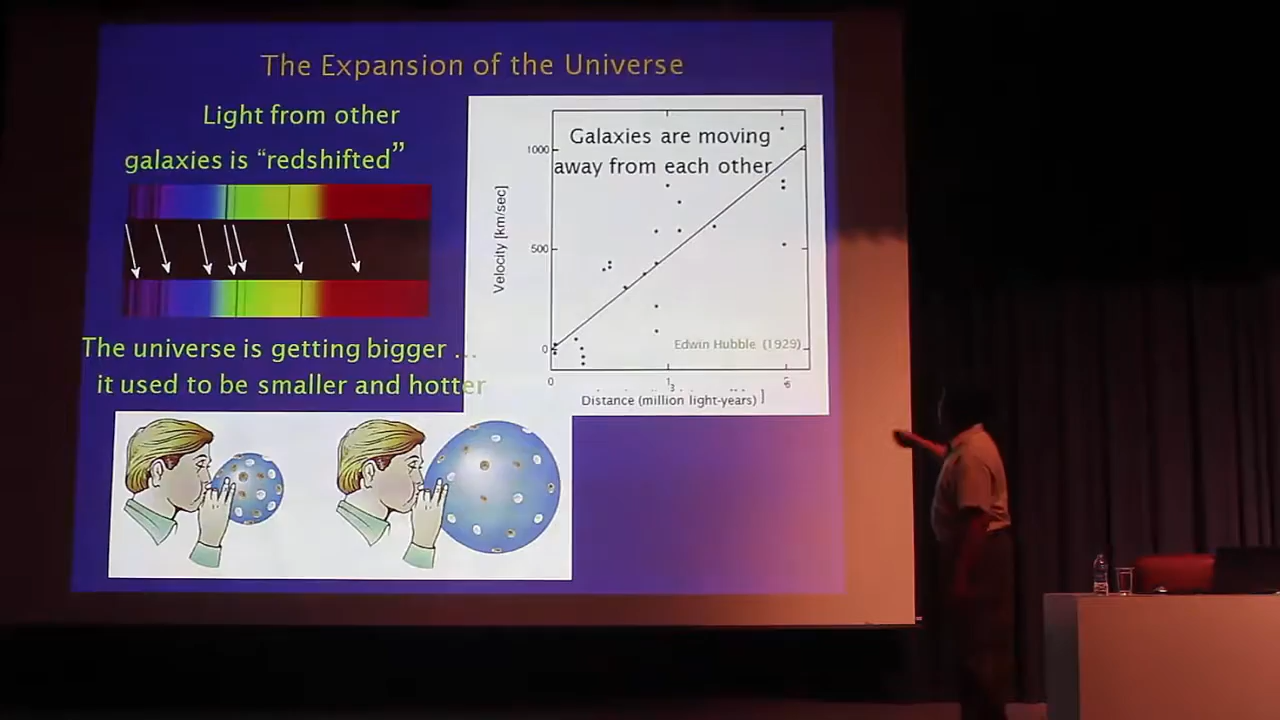 The Expansion of the Universe
Light from other
galaxies is “redshifted”
The universe is getting bigger ...
it used to be smaller and hotter
Galaxies are moving
away from each other
1000
500
0
Velocity [km/sec]
Edwin Hubble (1929)
0
3
6
Distance (million light-years)